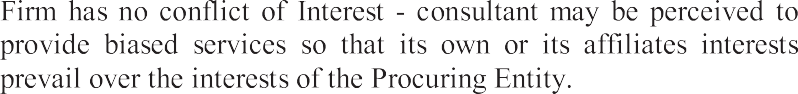 Firm has no conflict of Interest - consultant may be perceived to
provide biased services so that its own or its affiliates interests
prevail over the interests of the Procuring Entity.